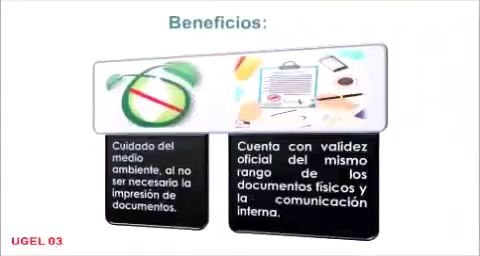 Beneficios:
Cuidado del
medio
ambiente, al no
ser necesaria la
impresión de
documentos.
Cuenta con validez
oficial del mismo
rango de los
documentos físicos y
la comunicación
interna.
UGEL 03